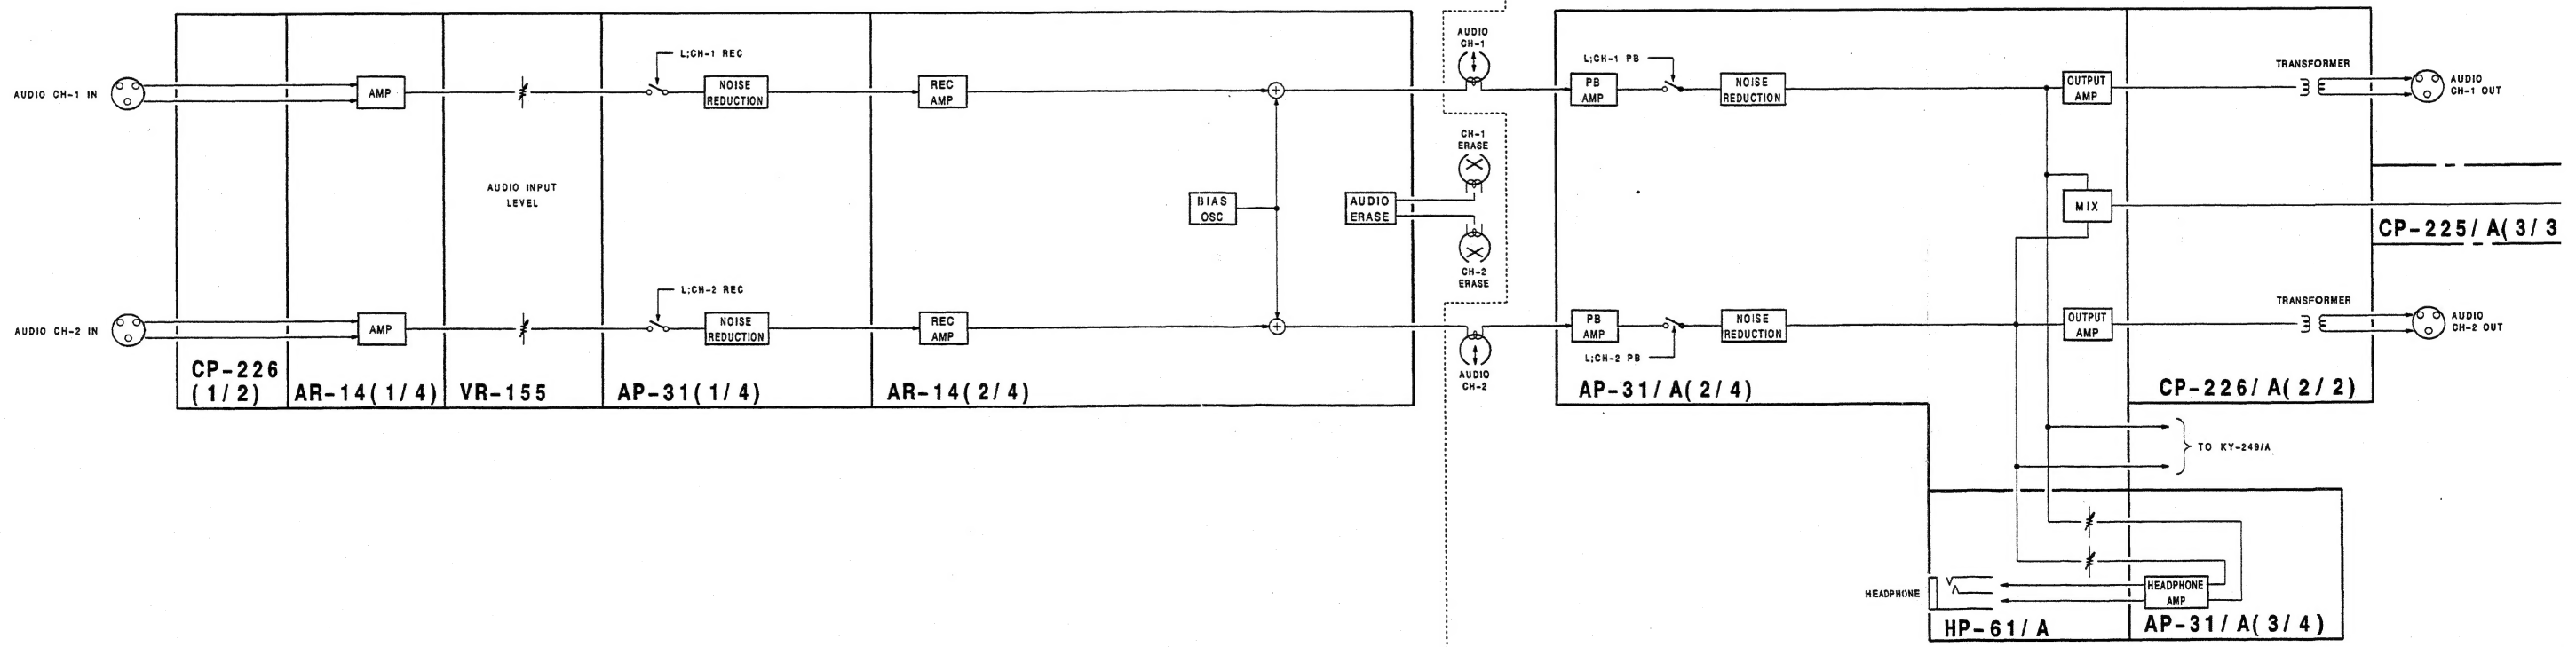 AUDIO CH-1 IN
AMP
L;CH-1 REC
NOISE
REDUCTION
REC
AMP
AUDIO INPUT
LEVEL
BIAS
OSC
AUDIO
ERASE
AUDIO CH-2 IN
AMP
L;CH-2 REC
NOISE
REDUCTION
REC
AMP
CP-226
(1/2)
AR-14(1/4)
VR-155
AP-31(1/4)
AR-14(2/4)
AUDIO
CH-1
CH-1
ERASE
CH-2
ERASE
AUDIO
CH-2
PB
AMP
L;CH-1 PB
NOISE
REDUCTION
OUTPUT
AMP
TRANSFORMER
AUDIO
CH-1 OUT
MIX
CP-225/A(3/3
PB
AMP
L;CH-2 PB
NOISE
REDUCTION
OUTPUT
AMP
TRANSFORMER
AUDIO
CH-2 OUT
AP-31/A(2/4)
CP-226/A(2/2)
TO KY-249/A
HEADPHONE
HEADPHONE
AMP
HP-61/A
AP-31/A(3/4)